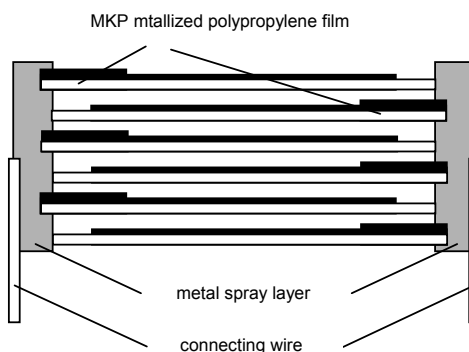 MKP mtallized polypropylene film
metal spray layer
connecting wire